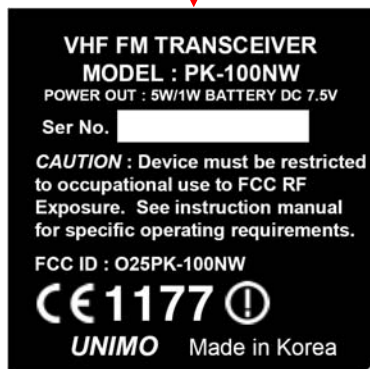 VHF FM TRANSCEIVER
MODEL : PK-100NW
POWER OUT : 5W/1W BATTERY DC 7.5V
Ser No.
CAUTION : Device must be restricted
to occupational use to FCC RF
Exposure.  See instruction manual
for specific operating requirements.
FCC ID : O25PK-100NW
CE 1177 !
UNIMO Made in Korea